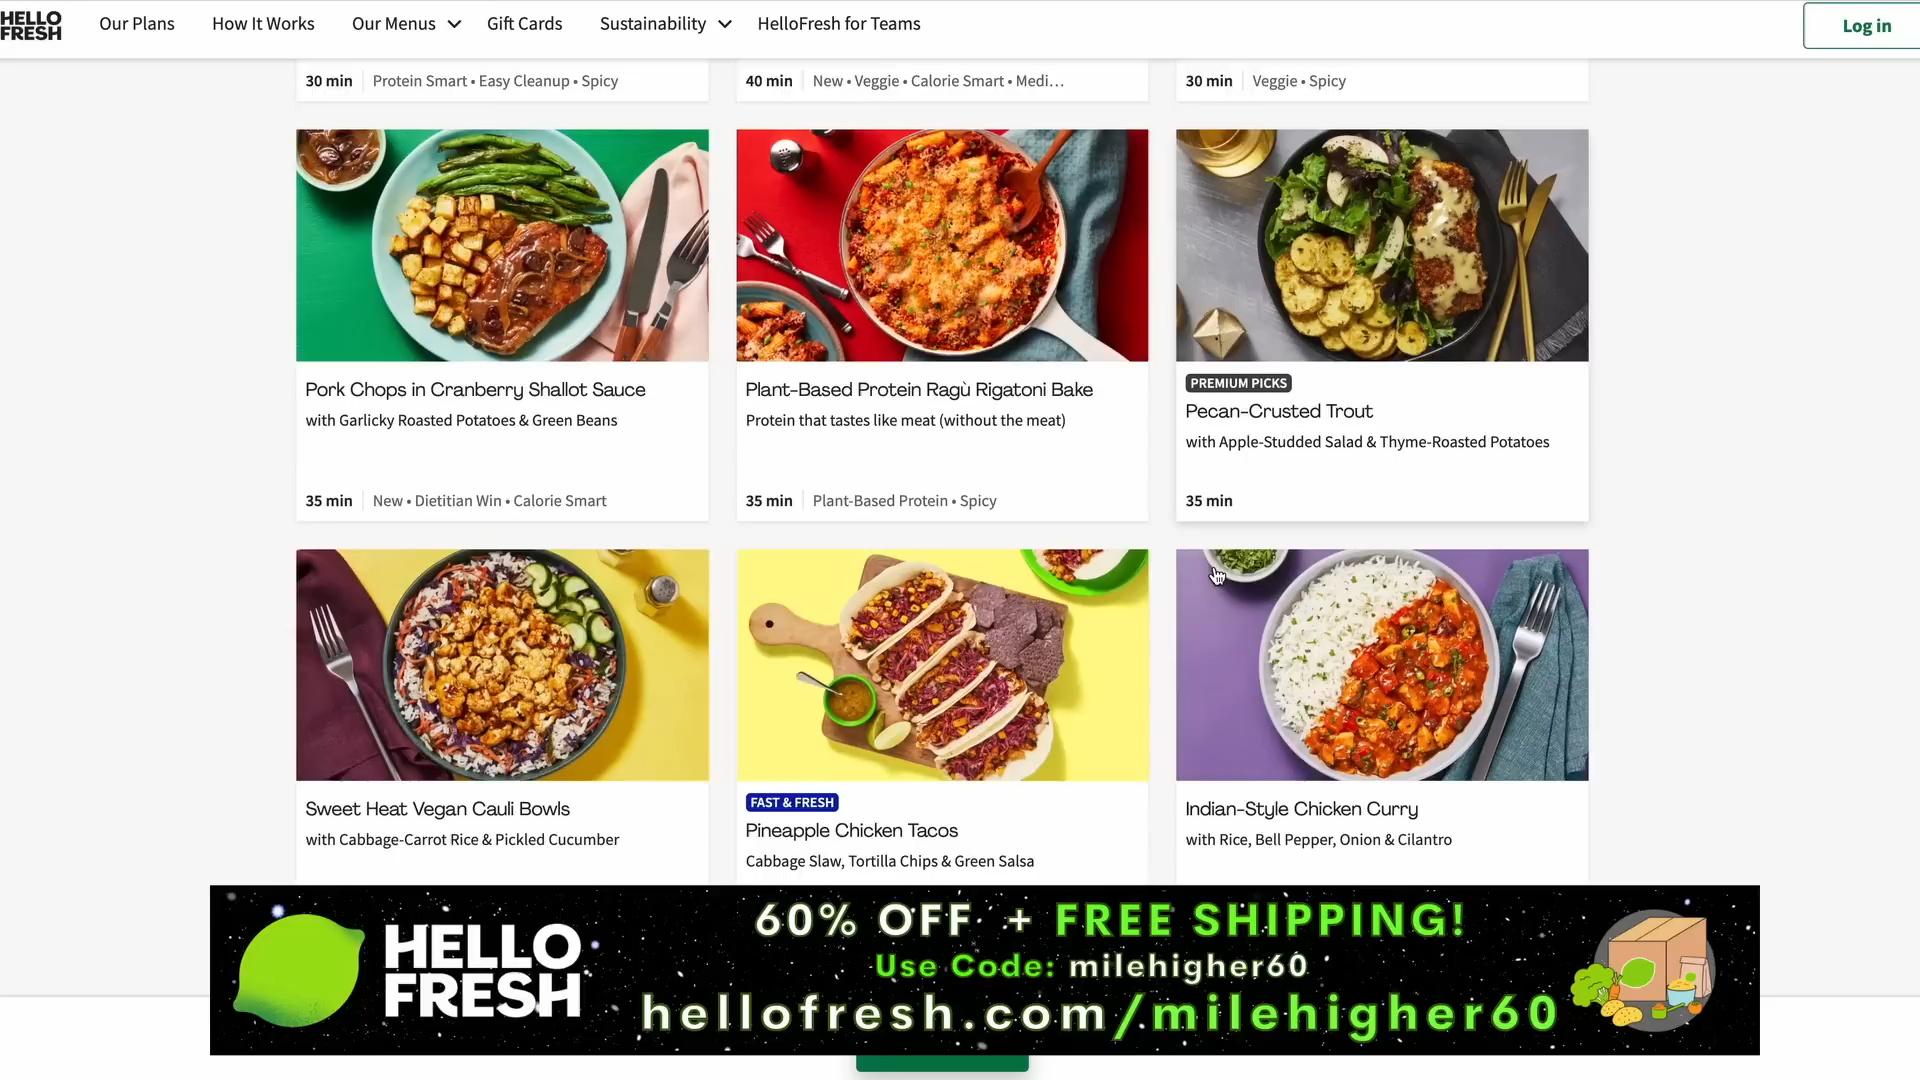 HELLO
FRESH
Our Plans
How It Works
Our Menus
Gift Cards
Sustainability
HelloFresh for Teams
Log in
30 min
Protein Smart • Easy Cleanup • Spicy
40 min
New • Veggie • Calorie Smart • Medi...
30 min
Veggie • Spicy
Pork Chops in Cranberry Shallot Sauce
with Garlicky Roasted Potatoes & Green Beans
35 min
New • Dietitian Win • Calorie Smart
Plant-Based Protein Ragù Rigatoni Bake
Protein that tastes like meat (without the meat)
35 min
Plant-Based Protein • Spicy
PREMIUM PICKS
Pecan-Crusted Trout
with Apple-Studded Salad & Thyme-Roasted Potatoes
35 min
Sweet Heat Vegan Cauli Bowls
with Cabbage-Carrot Rice & Pickled Cucumber
FAST & FRESH
Pineapple Chicken Tacos
Cabbage Slaw, Tortilla Chips & Green Salsa
Indian-Style Chicken Curry
with Rice, Bell Pepper, Onion & Cilantro
HELLO
FRESH
60% OFF + FREE SHIPPING!
Use Code: milehigher60
hellofresh.com/milehigher60